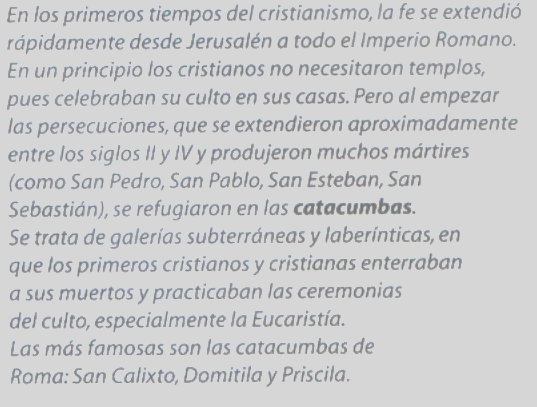 En los primeros tiempos del cristianismo, la fe se extendió
rápidamente desde Jerusalén a todo el Imperio Romano.
En un principio los cristianos no necesitaron templos,
pues celebraban su culto en sus casas. Pero al empezar
las persecuciones, que se extendieron aproximadamente
entre los siglos II y IV y produjeron muchos mártires
(como San Pedro, San Pablo, San Esteban, San
Sebastián), se refugiaron en las catacumbas.
Se trata de galerías subterráneas y laberínticas, en
que los primeros cristianos y cristianas enterraban
a sus muertos y practicaban las ceremonias
del culto, especialmente la Eucaristía.
Las más famosas son las catacumbas de
Roma: San Calixto, Domitila y Priscila.